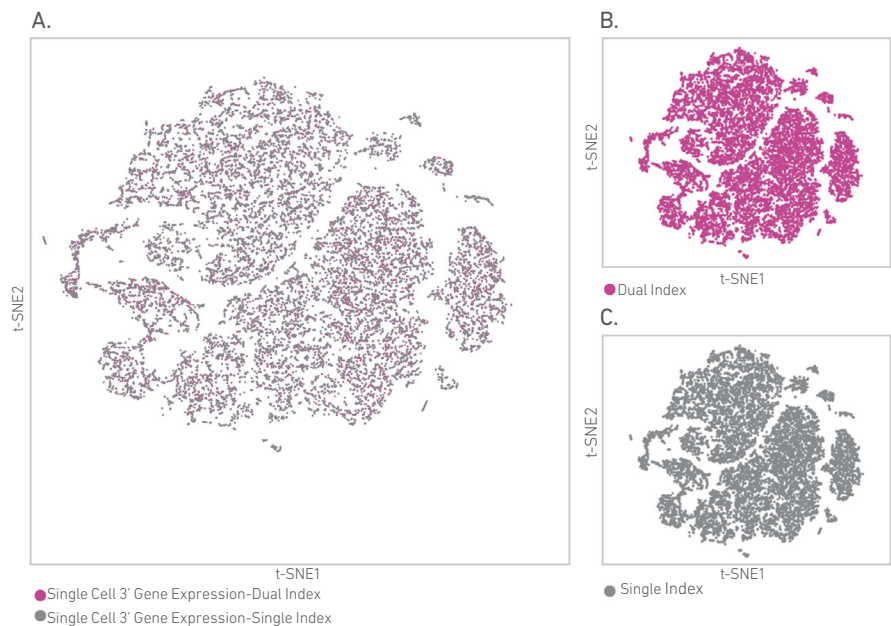 A.
t-SNE2
t-SNE1
Single Cell 3' Gene Expression-Dual Index
Single Cell 3' Gene Expression-Single Index
B.
t-SNE2
t-SNE1
Dual Index
C.
t-SNE2
t-SNE1
Single Index